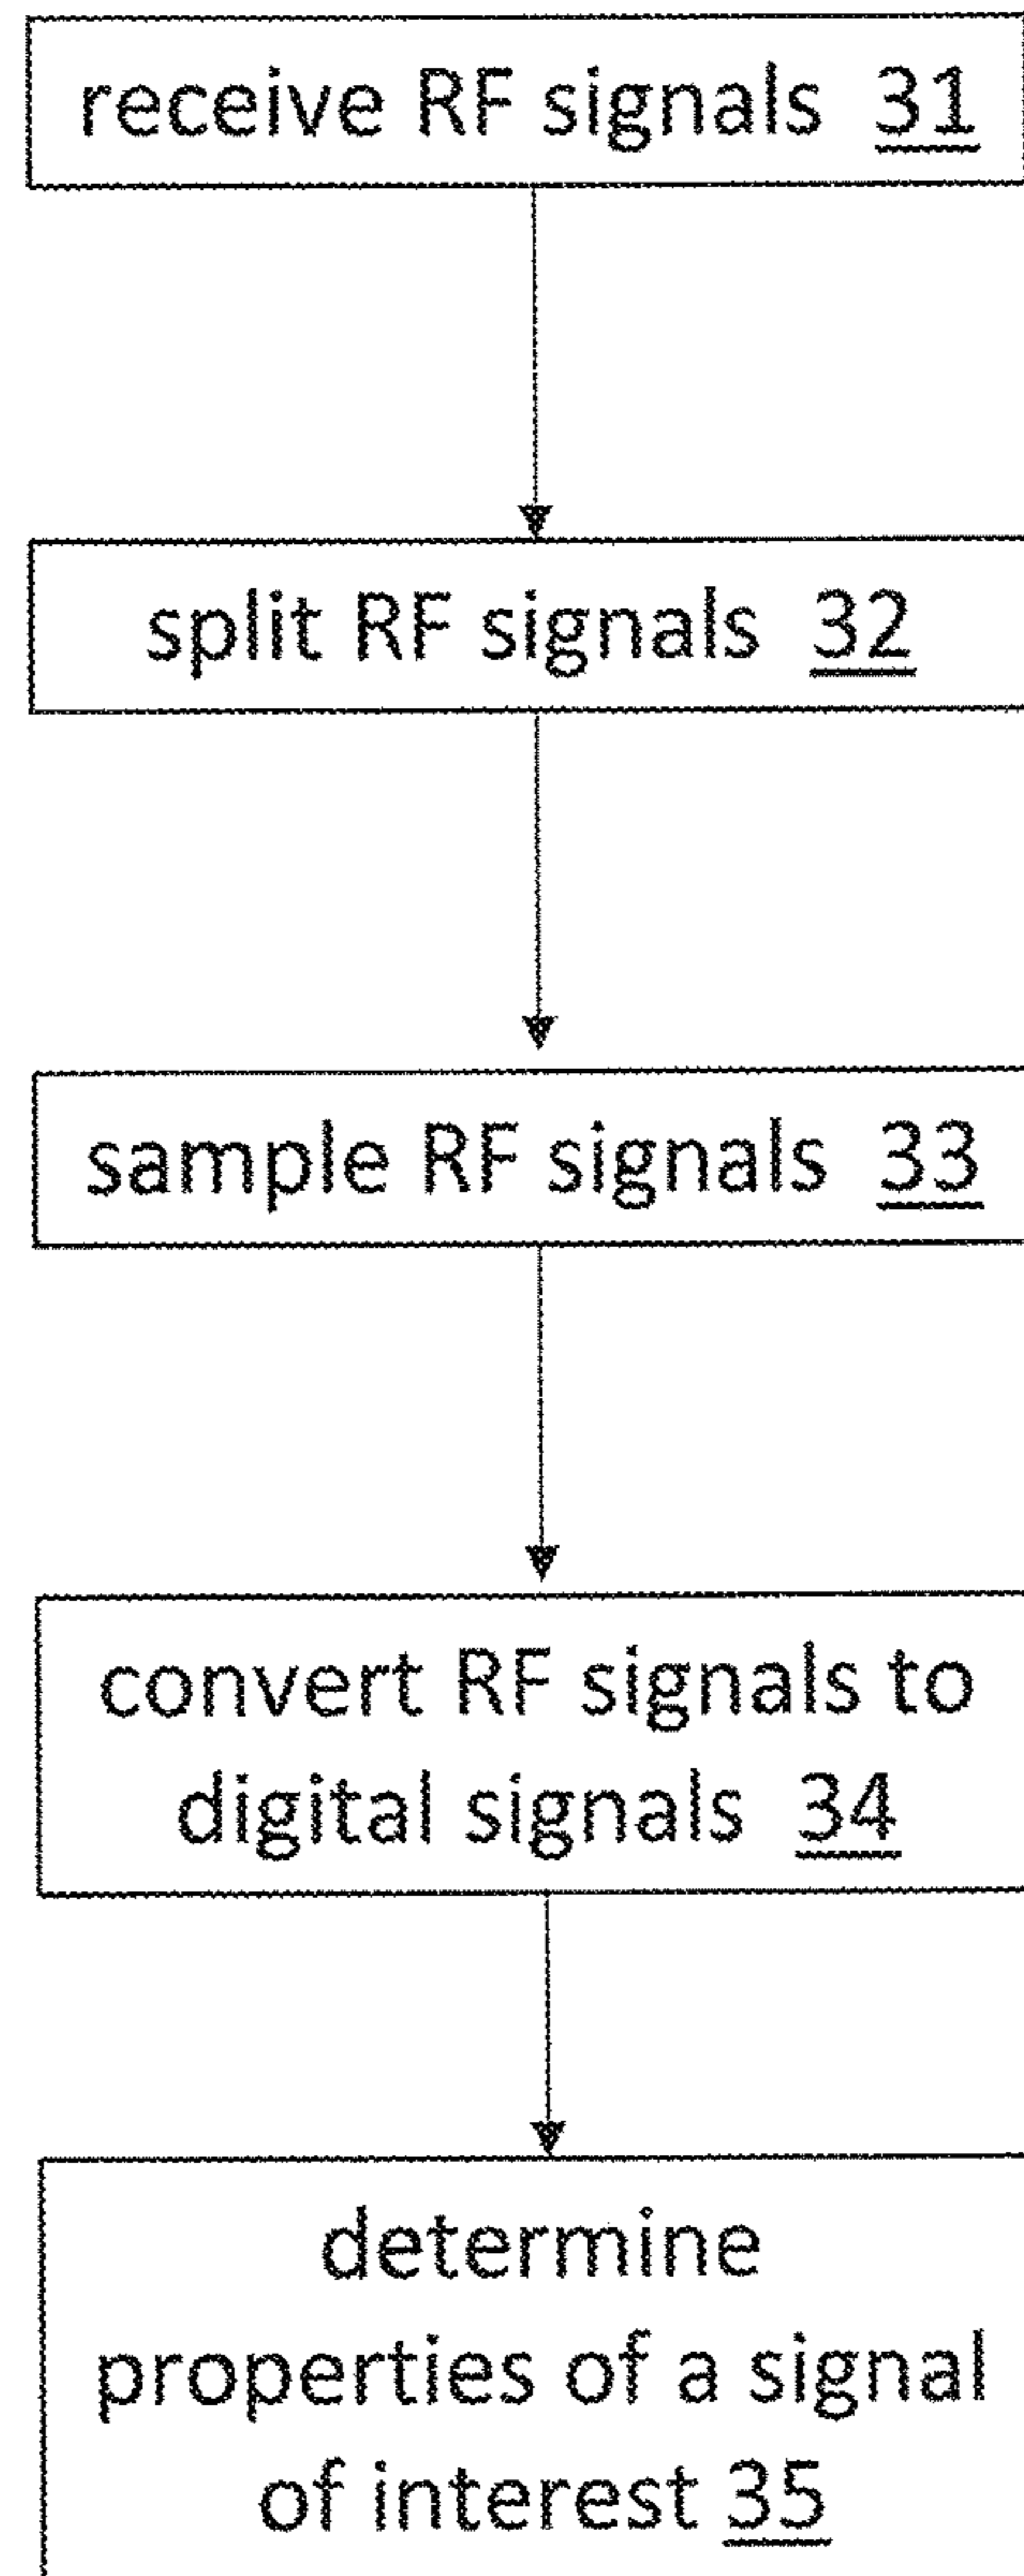 receive RF signals 31
split RF signals 32
sample RF signals 33
convert RF signals to
digital signals 34
determine
properties of a signal
of interest 35